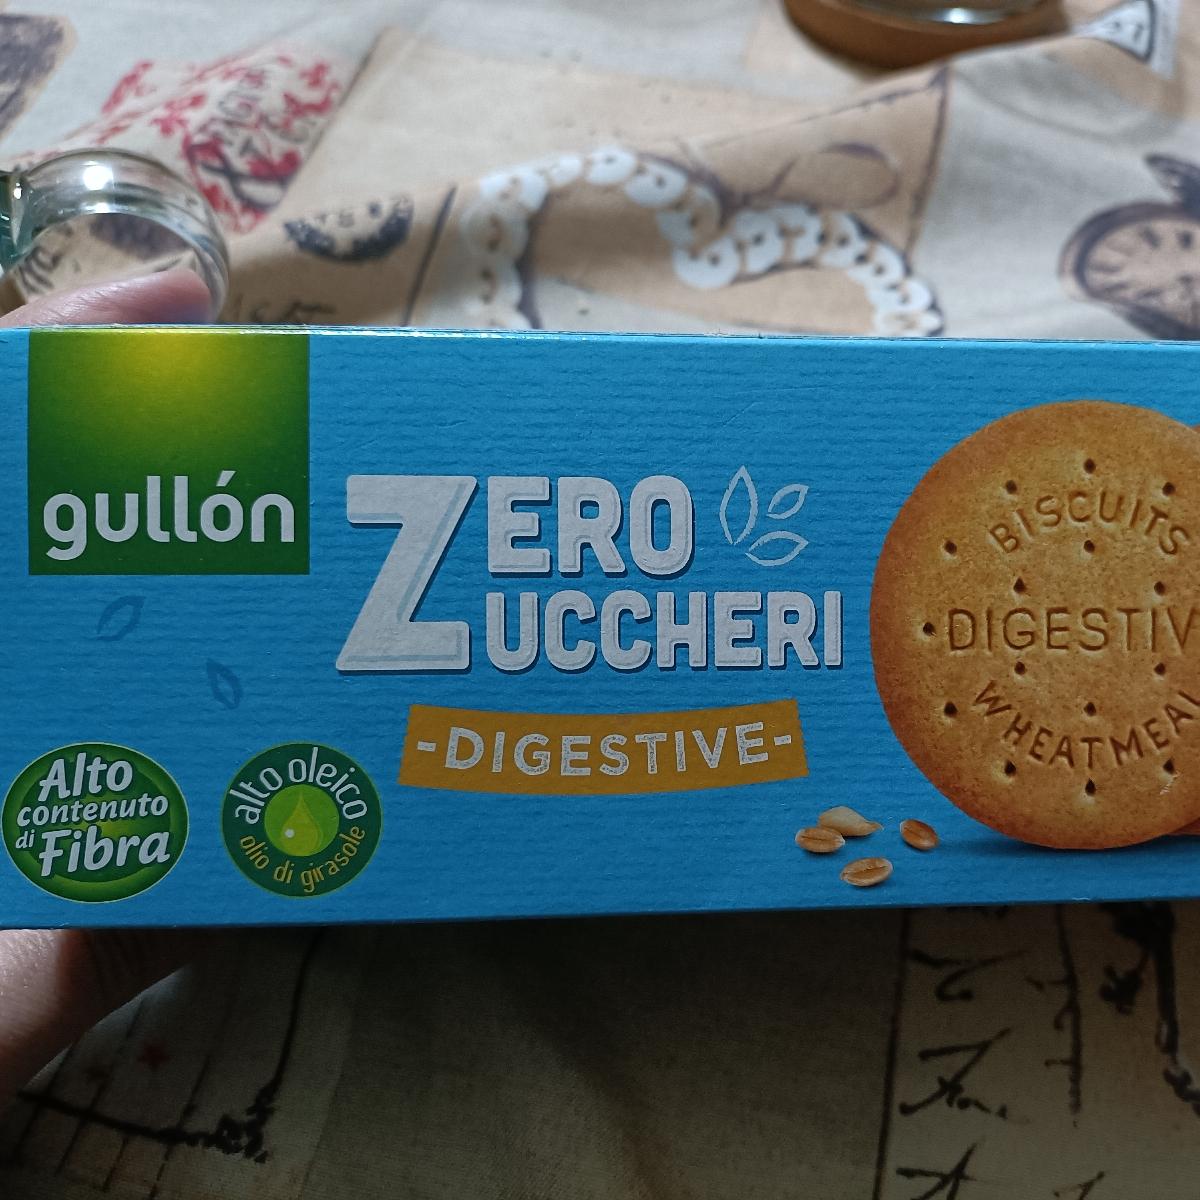 gullón
ZERO
ZUCCHERI
-DIGESTIVE-
Alto
contenuto
di Fibra
alto oleico
olio di girasole
BISCUITS
DIGESTIV
WHEATMEAL